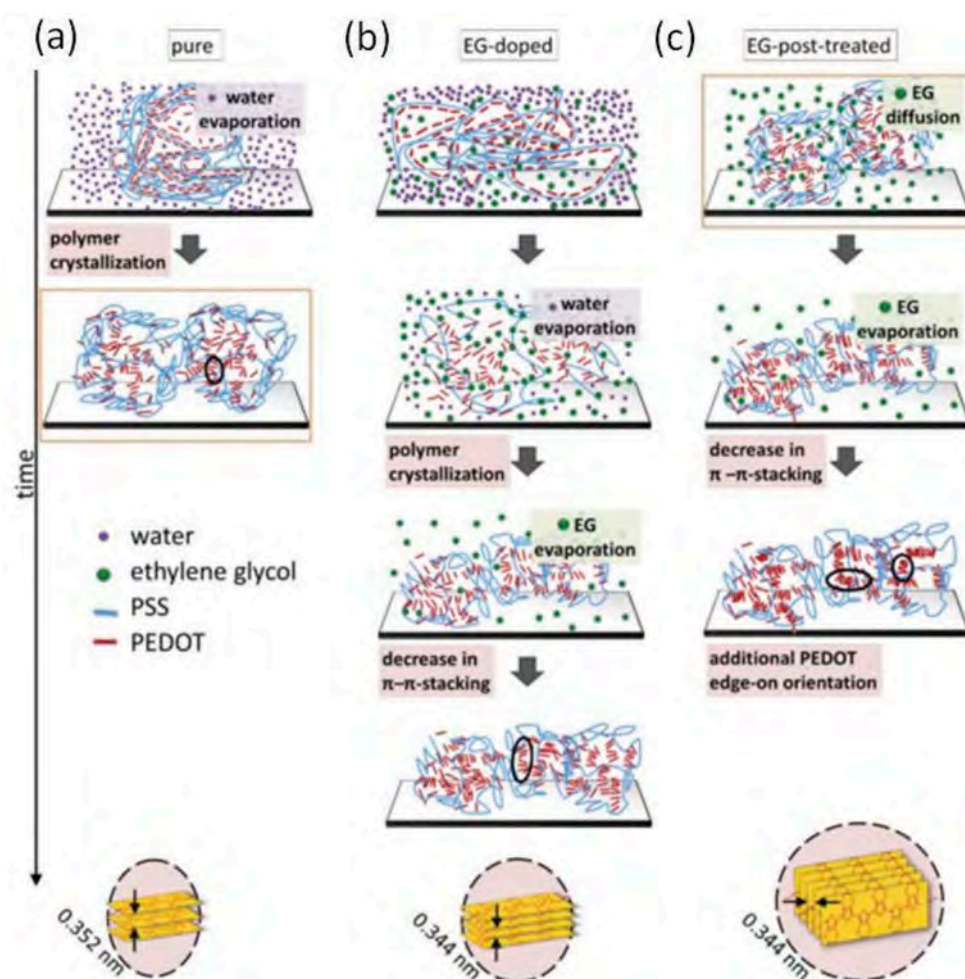 (a)
pure
water
evaporation
polymer
crystallization
time
water
ethylene glycol
PSS
PEDOT
0.352 nm
(b)
EG-doped
water
evaporation
polymer
crystallization
EG
evaporation
decrease in
π–π-stacking
0.344 nm
(c)
EG-post-treated
EG
diffusion
EG
evaporation
decrease in
π –π-stacking
additional PEDOT
edge-on orientation
0.344 nm